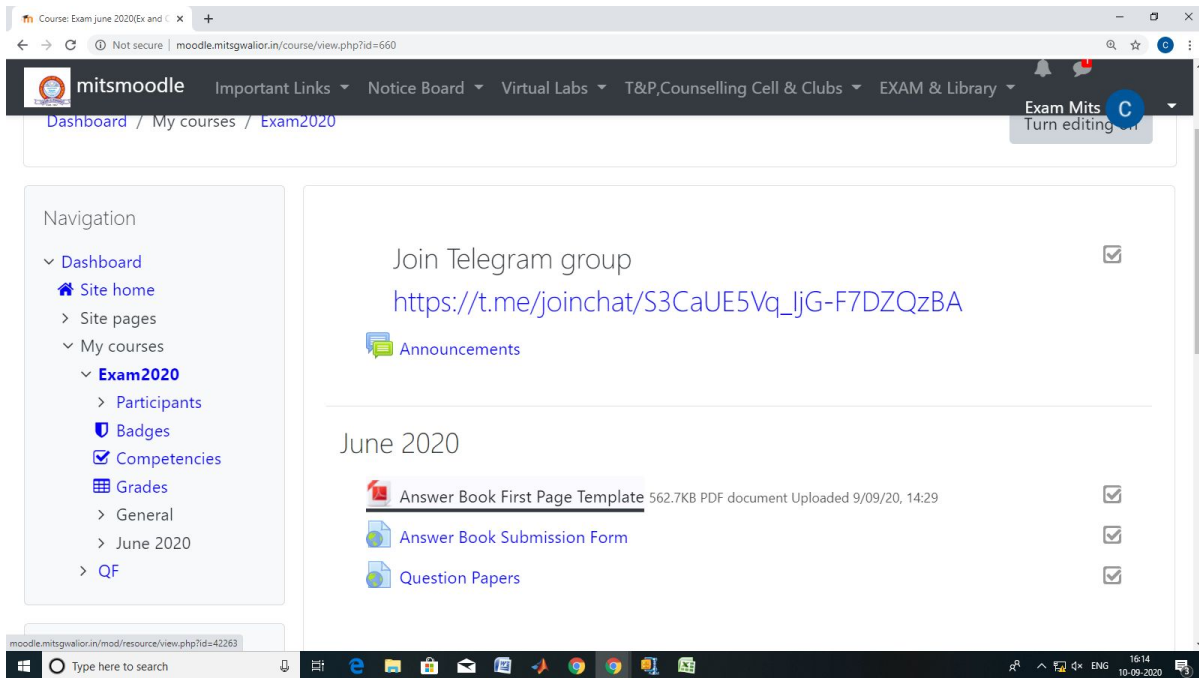 Course: Exam june 2020(Ex and C
Not secure | moodle.mitsgwalior.in/course/view.php?id=660
C
mitsmoodle Important Links Notice Board Virtual Labs T&P,Counselling Cell & Clubs EXAM & Library
Exam Mits C
Dashboard / My courses / Exam2020
Turn editing on
Navigation
Dashboard
Site home
Site pages
My courses
Exam2020
Participants
Badges
Competencies
Grades
General
June 2020
QF
Join Telegram group
https://t.me/joinchat/S3CaUE5Vq_IjG-F7DZQzBA
Announcements
June 2020
Answer Book First Page Template 562.7KB PDF document Uploaded 9/09/20, 14:29
Answer Book Submission Form
Question Papers
moodle.mitsgwalior.in/mod/resource/view.php?id=42263
Type here to search
ENG
16:14
10-09-2020
3